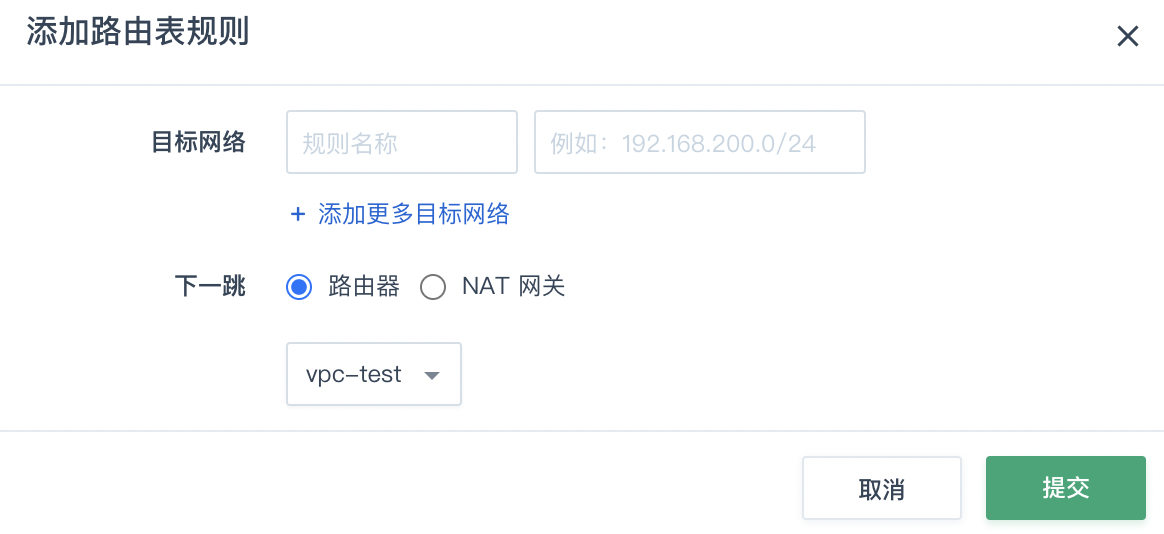 添加路由表规则
目标网络 规则名称 例如：192.168.200.0/24
+ 添加更多目标网络
下一跳 路由器 NAT 网关
vpc-test
取消 提交